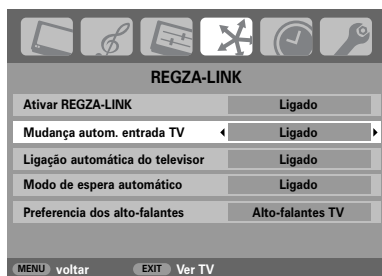 REGZA-LINK
Ativar REGZA-LINK Ligado
Mudança autom. entrada TV Ligado
Ligação automática do televisor Ligado
Modo de espera automático Ligado
Preferencia dos alto-falantes Alto-falantes TV
MENU voltar EXIT Ver TV